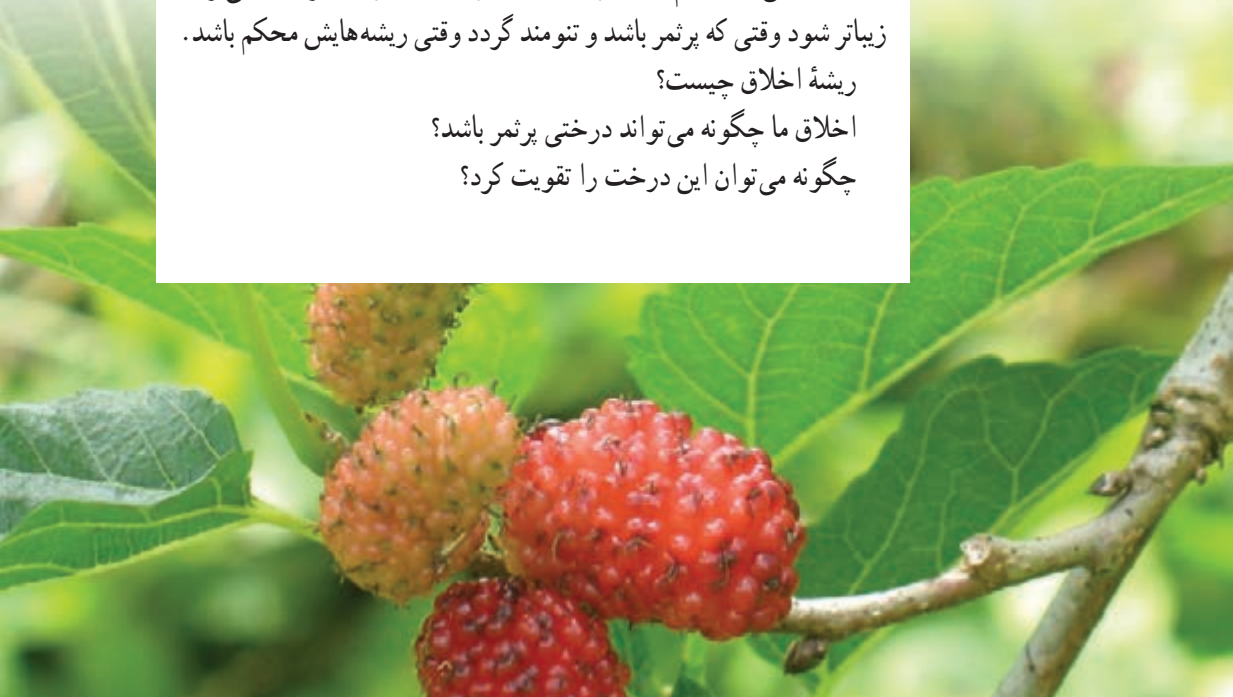 زیباتر شود وقتی که پرثمر باشد و تنومند گردد وقتی ریشه‌هایش محکم باشد.
ریشهٔ اخلاق چیست؟
اخلاق ما چگونه می‌تواند درختی پرثمر باشد؟
چگونه می‌توان این درخت را تقویت کرد؟